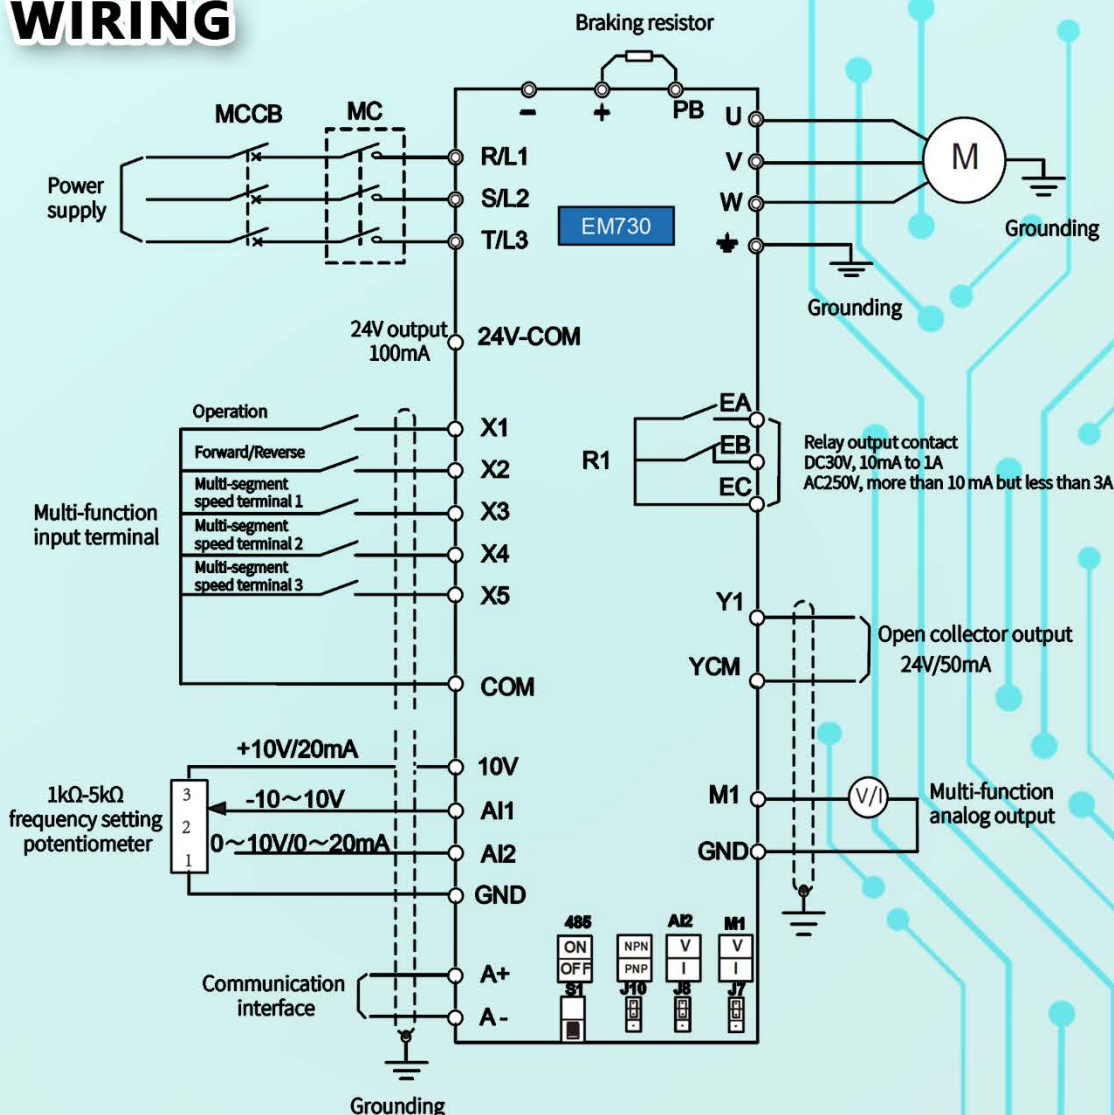 WIRING
Braking resistor
-
+
PB
MCCB
MC
Power
supply
R/L1
S/L2
T/L3
EM730
U
V
W
M
Grounding
Grounding
24V output
100mA
24V-COM
Multi-function
input terminal
Operation
Forward/Reverse
Multi-segment
speed terminal 1
Multi-segment
speed terminal 2
Multi-segment
speed terminal 3
X1
X2
X3
X4
X5
COM
R1
EA
EB
EC
Relay output contact
DC30V, 10mA to 1A
AC250V, more than 10 mA but less than 3A
Y1
YCM
Open collector output
24V/50mA
1kΩ-5kΩ
frequency setting
potentiometer
3
2
1
+10V/20mA
-10～10V
0～10V/0～20mA
10V
AI1
AI2
GND
M1
GND
V/I
Multi-function
analog output
Communication
interface
A+
A-
Grounding
485
ON
OFF
S1
NPN
PNP
J10
AI2
V
I
J8
M1
V
I
J7